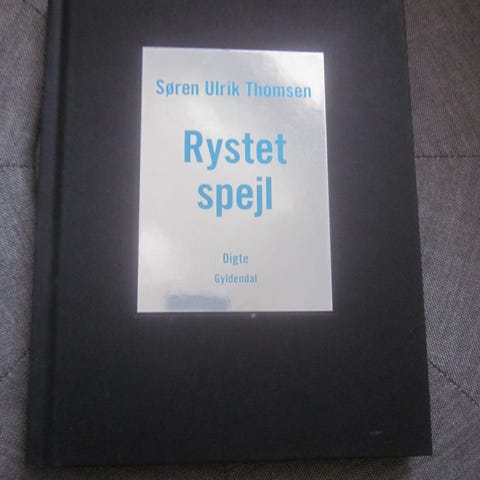 Søren Ulrik Thomsen
Rystet
spejl
Digte
Gyldendal